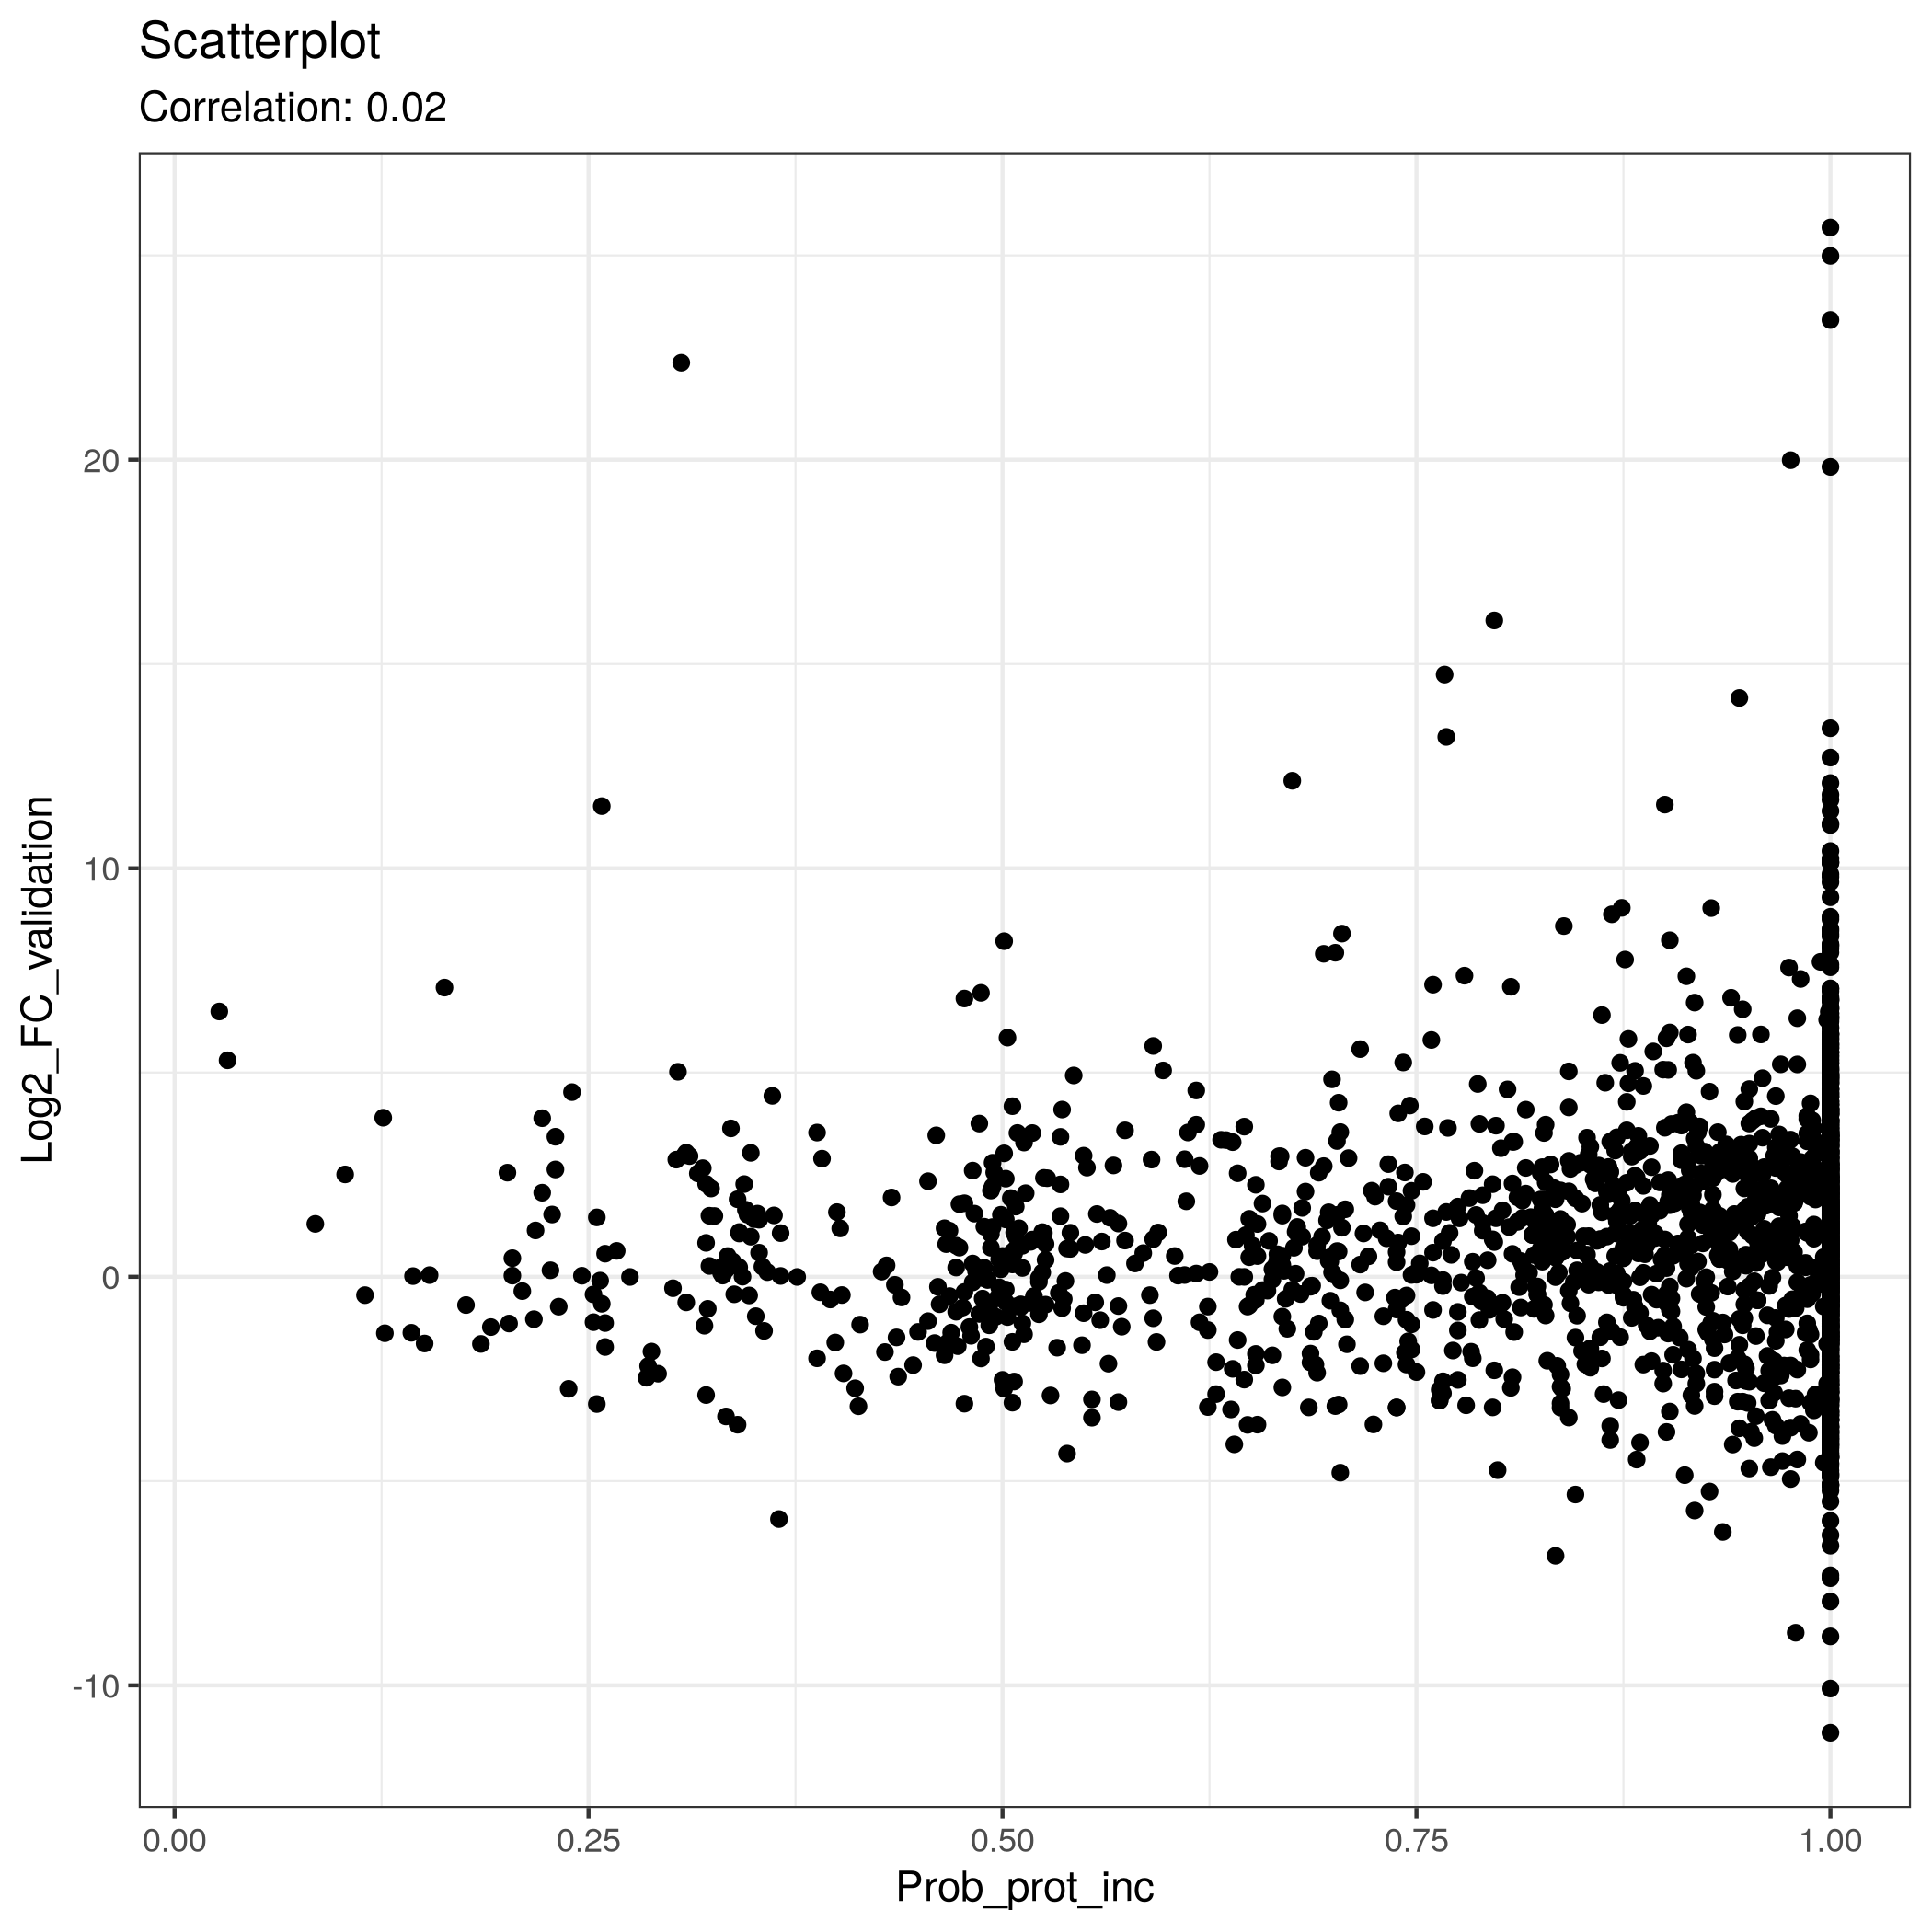 Scatterplot
Correlation: 0.02
Log2_FC_validation
20
10
0
-10
0.00 0.25 0.50 0.75 1.00
Prob_prot_inc